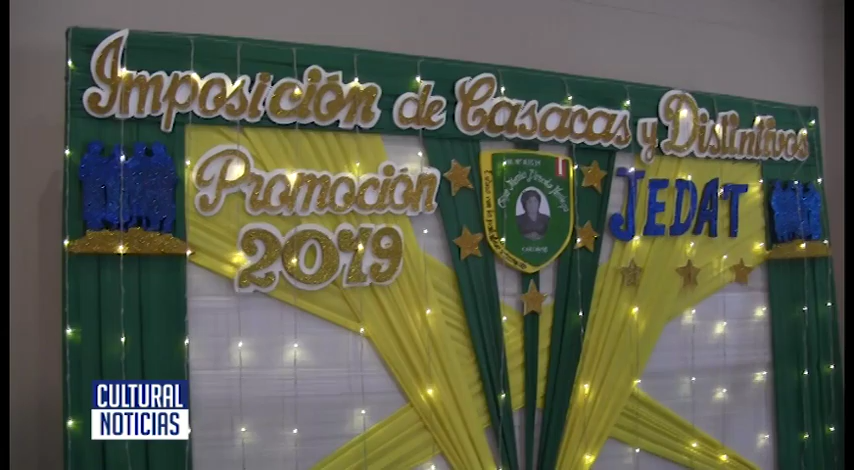 Imposición de Casacas y Distintivos
Promoción
2019
JEDAT
CULTURAL
NOTICIAS